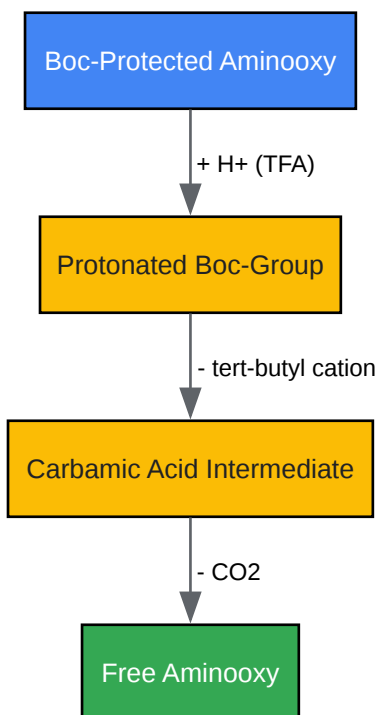 Boc-Protected Aminooxy
+ H+ (TFA)
Protonated Boc-Group
- tert-butyl cation
Carbamic Acid Intermediate
- CO2
Free Aminooxy